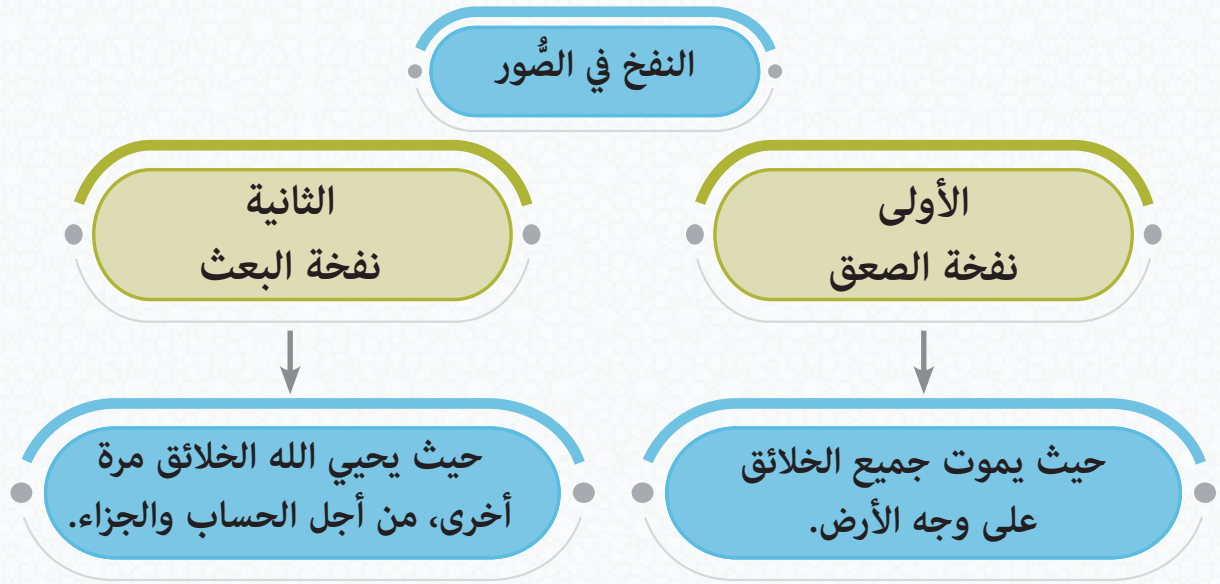 النفخ في الصُّور
الأولى
نفخة الصعق
حيث يموت جميع الخلائق
على وجه الأرض.
الثانية
نفخة البعث
حيث يحيي الله الخلائق مرة
أخرى، من أجل الحساب والجزاء.